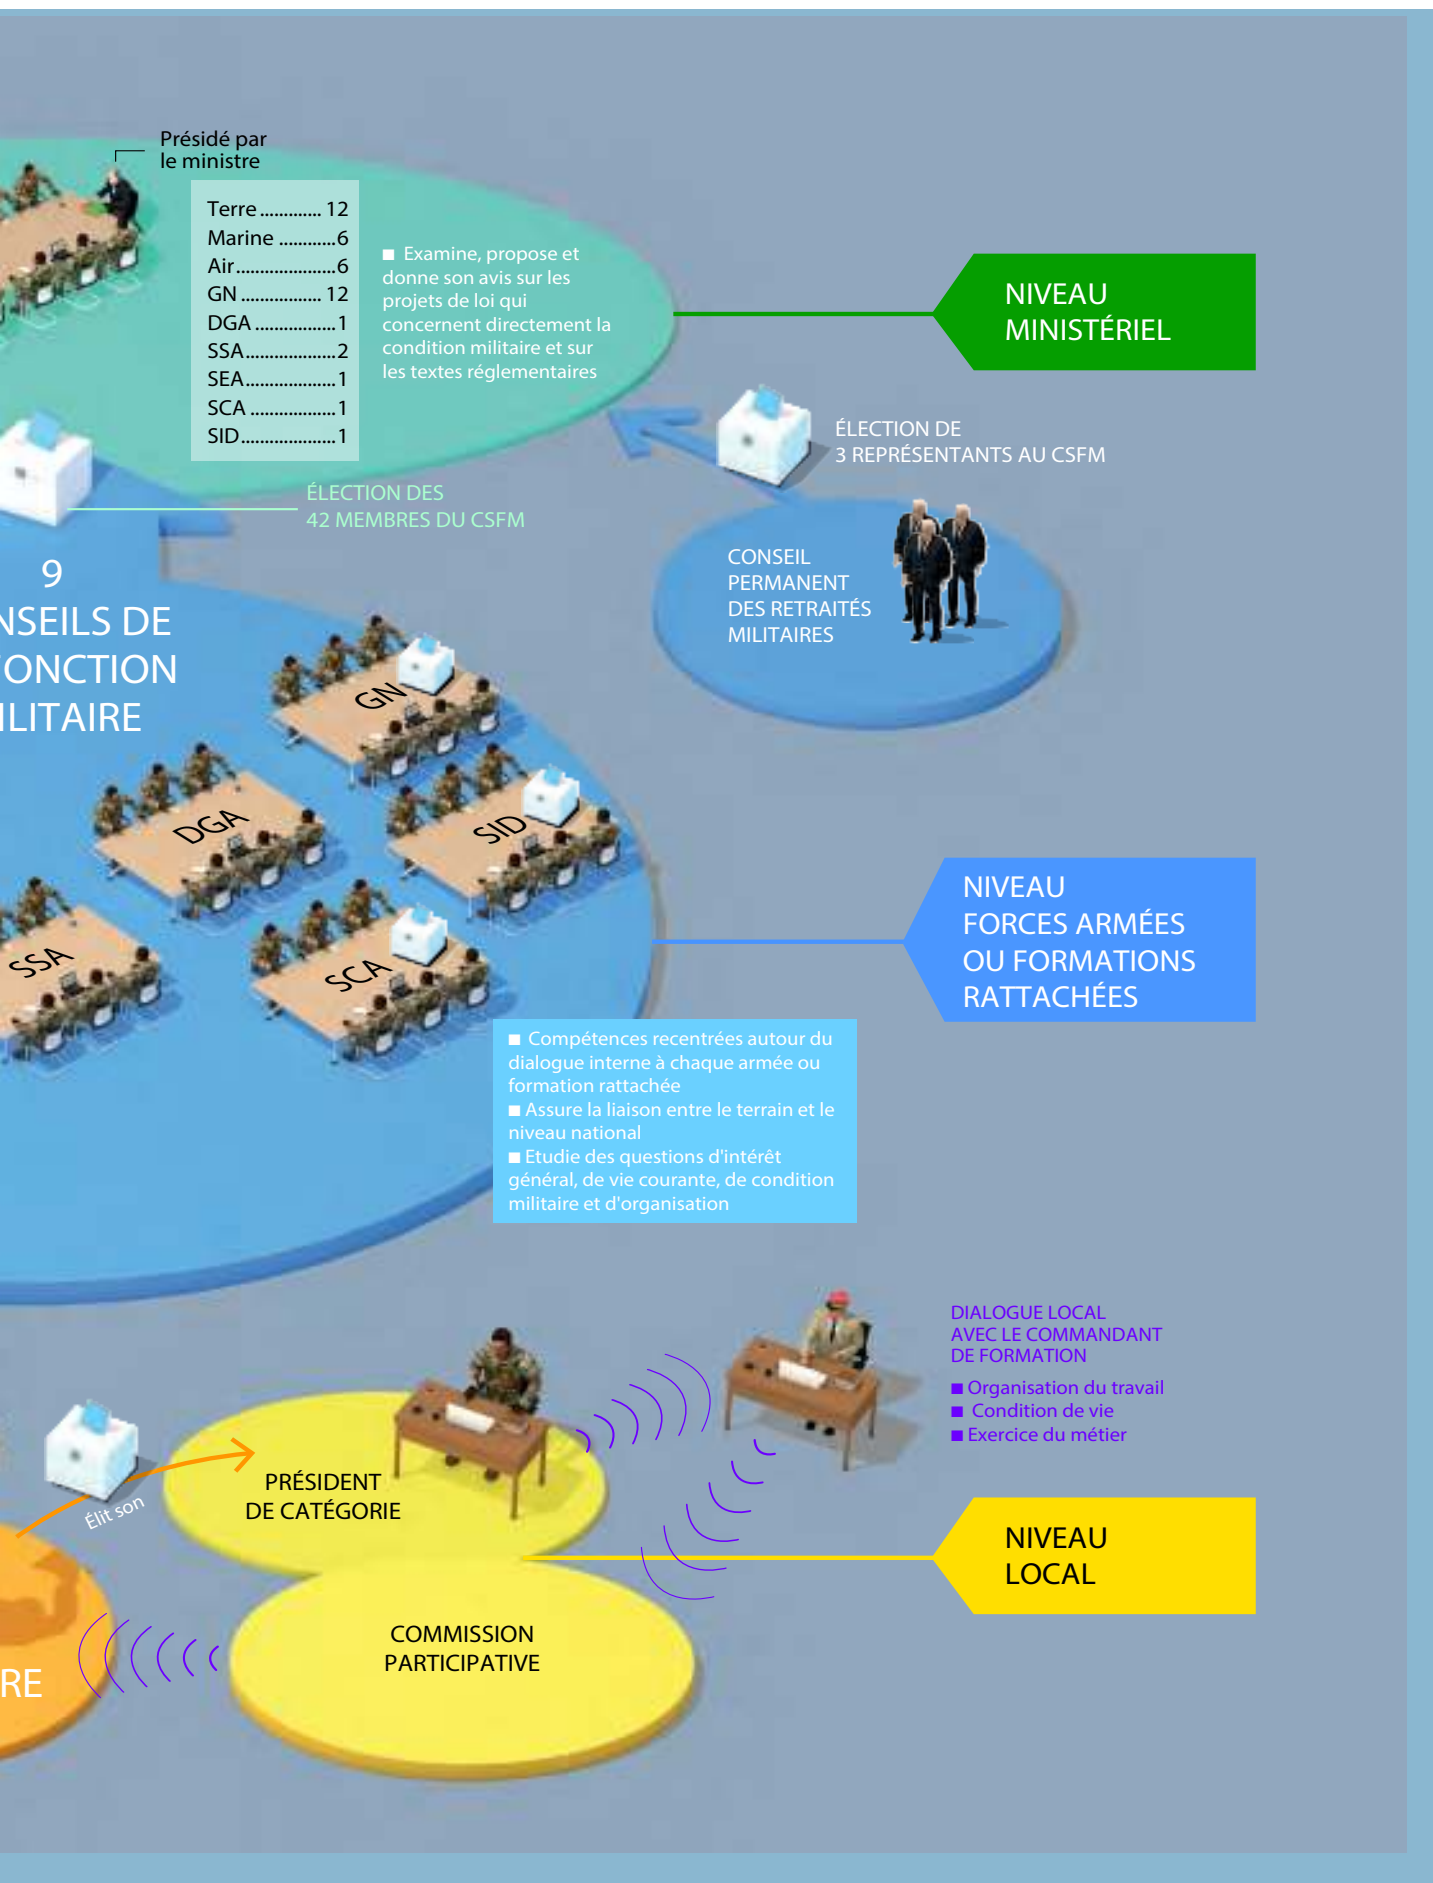 Présidé par
le ministre
Terre ............. 12
Marine ............6
Air.....................6
GN ................. 12
DGA .................1
SSA...................2
SEA...................1
SCA ..................1
SID....................1
■ Examine, propose et
donne son avis sur les
projets de loi qui
concernent directement la
condition militaire et sur
les textes réglementaires
NIVEAU
MINISTÉRIEL
ÉLECTION DE
3 REPRÉSENTANTS AU CSFM
ÉLECTION DES
42 MEMBRES DU CSFM
CONSEIL
PERMANENT
DES RETRAITÉS
MILITAIRES
9
NSEILS DE
FONCTION
ILITAIRE
GN
DGA
SID
SSA
SCA
NIVEAU
FORCES ARMÉES
OU FORMATIONS
RATTACHÉES
■ Compétences recentrées autour du
dialogue interne à chaque armée ou
formation rattachée
■ Assure la liaison entre le terrain et le
niveau national
■ Etudie des questions d'intérêt
général, de vie courante, de condition
militaire et d'organisation
DIALOGUE LOCAL
AVEC LE COMMANDANT
DE FORMATION
■ Organisation du travail
■ Condition de vie
■ Exercice du métier
Élit son
PRÉSIDENT
DE CATÉGORIE
NIVEAU
LOCAL
COMMISSION
PARTICIPATIVE
RE